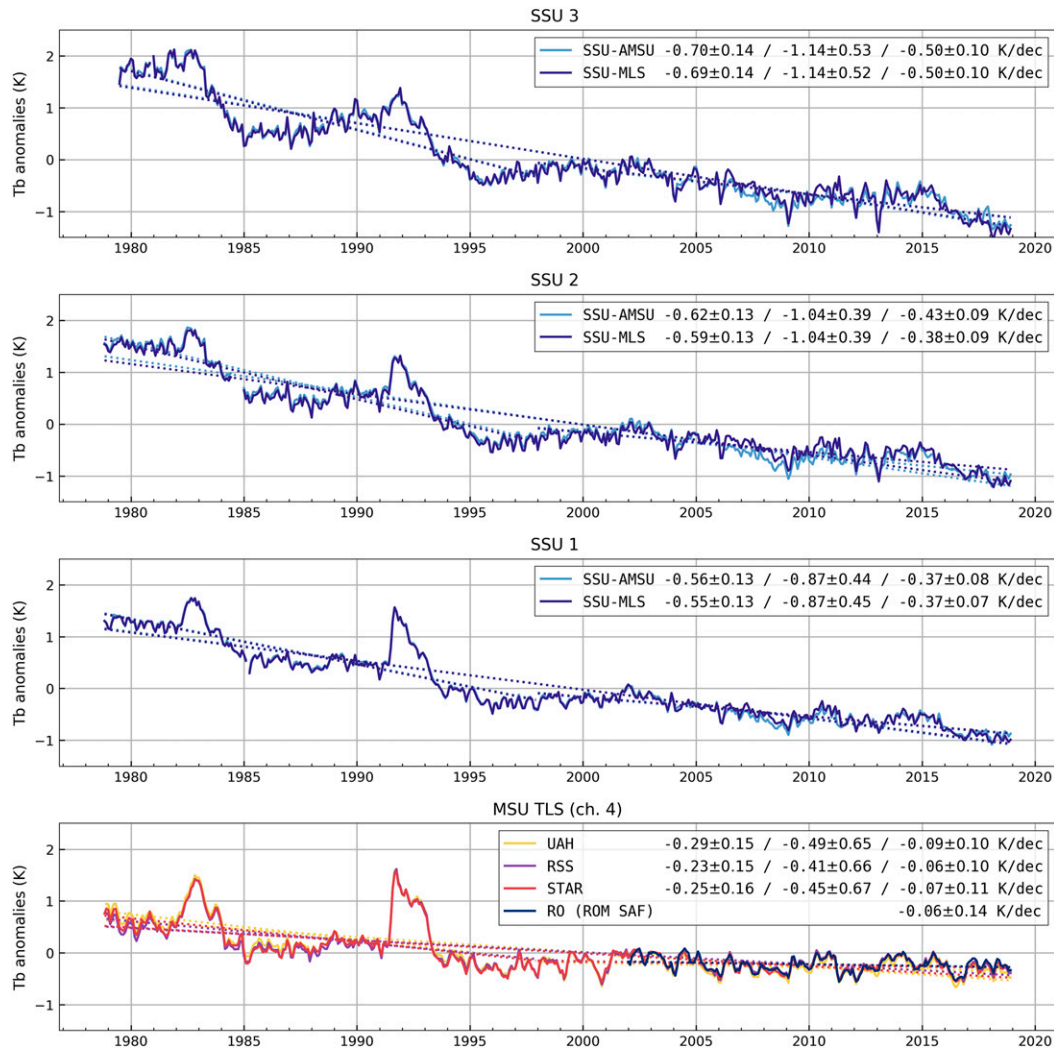 SSU 3
SSU-AMSU -0.70±0.14 / -1.14±0.53 / -0.50±0.10 K/dec
SSU-MLS -0.69±0.14 / -1.14±0.52 / -0.50±0.10 K/dec
Tb anomalies (K)
2
1
0
−1
1980 1985 1990 1995 2000 2005 2010 2015 2020
SSU 2
SSU-AMSU -0.62±0.13 / -1.04±0.39 / -0.43±0.09 K/dec
SSU-MLS -0.59±0.13 / -1.04±0.39 / -0.38±0.09 K/dec
Tb anomalies (K)
2
1
0
−1
1980 1985 1990 1995 2000 2005 2010 2015 2020
SSU 1
SSU-AMSU -0.56±0.13 / -0.87±0.44 / -0.37±0.08 K/dec
SSU-MLS -0.55±0.13 / -0.87±0.45 / -0.37±0.07 K/dec
Tb anomalies (K)
2
1
0
−1
1980 1985 1990 1995 2000 2005 2010 2015 2020
MSU TLS (ch. 4)
UAH -0.29±0.15 / -0.49±0.65 / -0.09±0.10 K/dec
RSS -0.23±0.15 / -0.41±0.66 / -0.06±0.10 K/dec
STAR -0.25±0.16 / -0.45±0.67 / -0.07±0.11 K/dec
RO (ROM SAF) -0.06±0.14 K/dec
Tb anomalies (K)
2
1
0
−1
1980 1985 1990 1995 2000 2005 2010 2015 2020